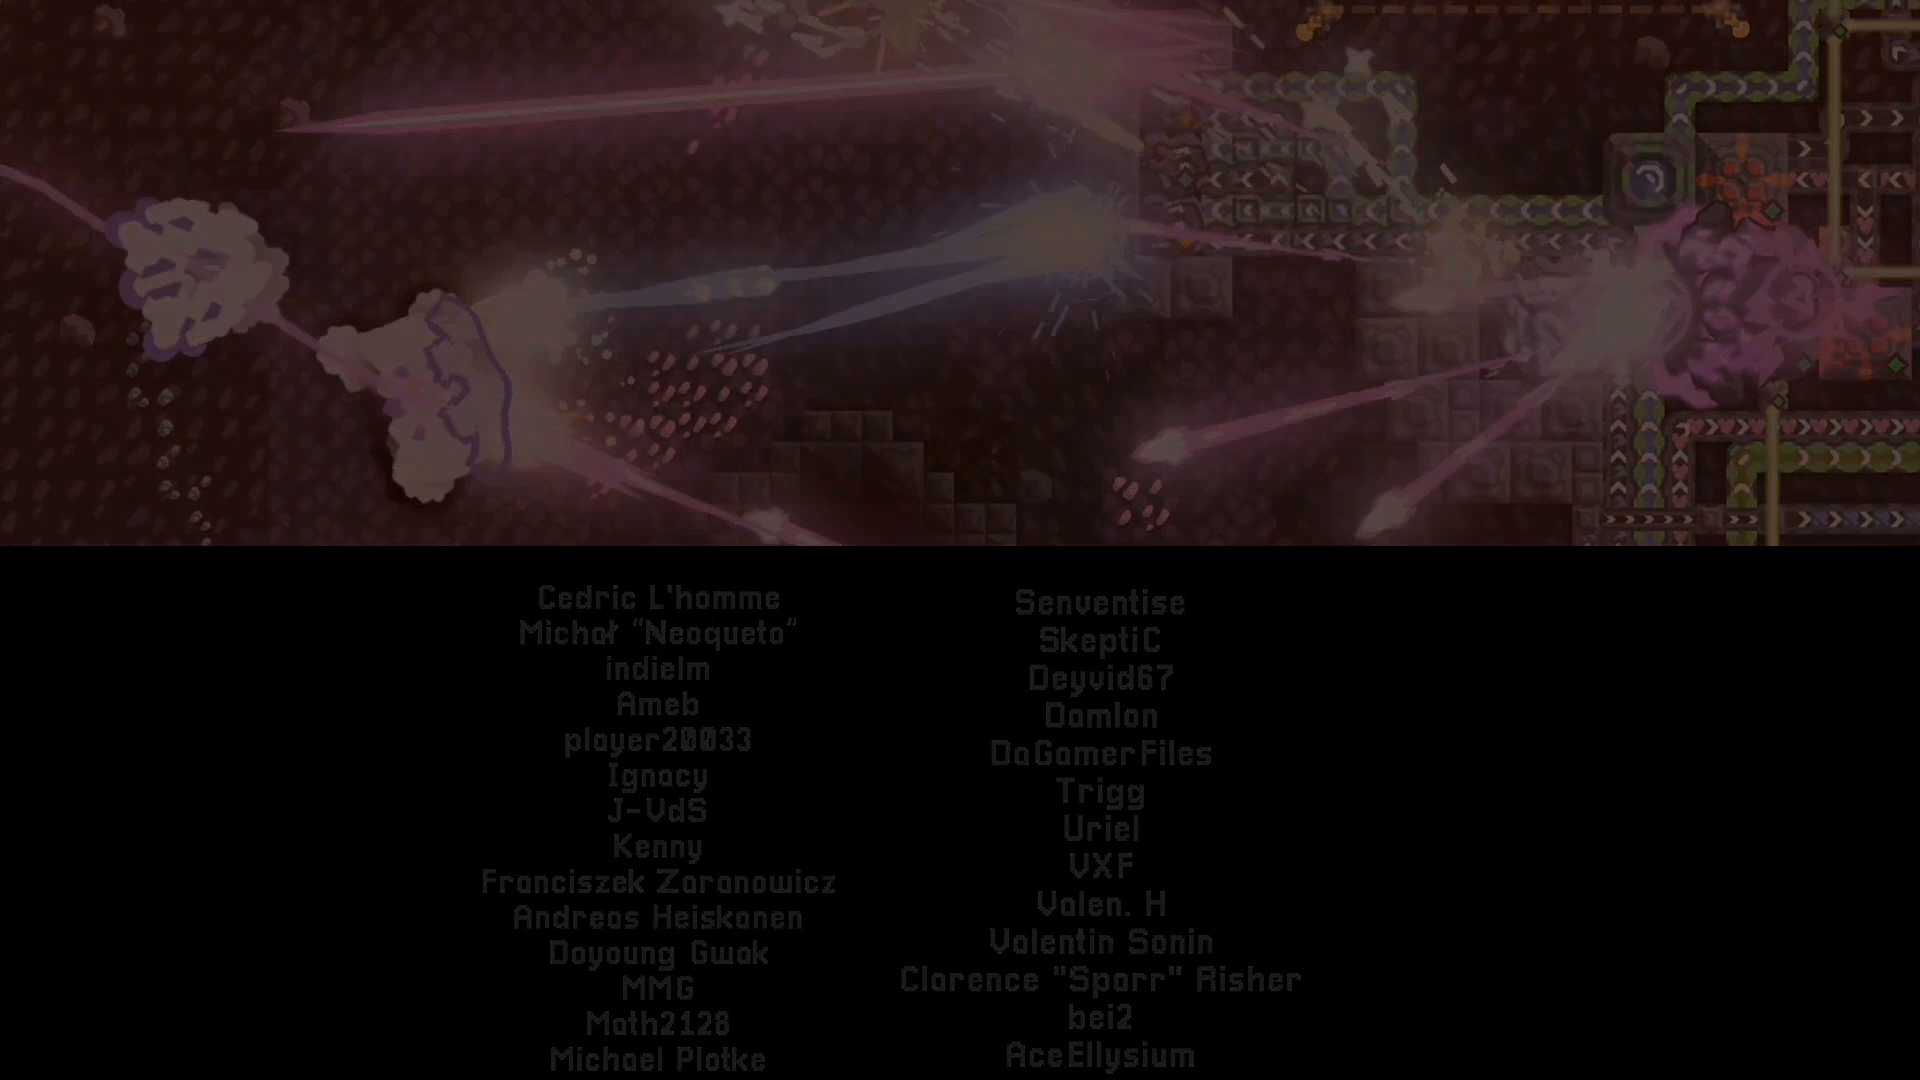 Cedric L'homme
Michał “Neoqueto”
indielm
Ameb
player20033
Ignacy
J-VdS
Kenny
Franciszek Zaranowicz
Andreas Heiskanen
Doyoung Gwak
MMG
Math2128
Michael Plotke
Senventise
SkeptiC
Deyvid67
Damlon
DaGamerFiles
Trigg
Uriel
VXF
Valen. H
Valentin Sonin
Clarence "Sparr" Risher
bei2
AceEllysium